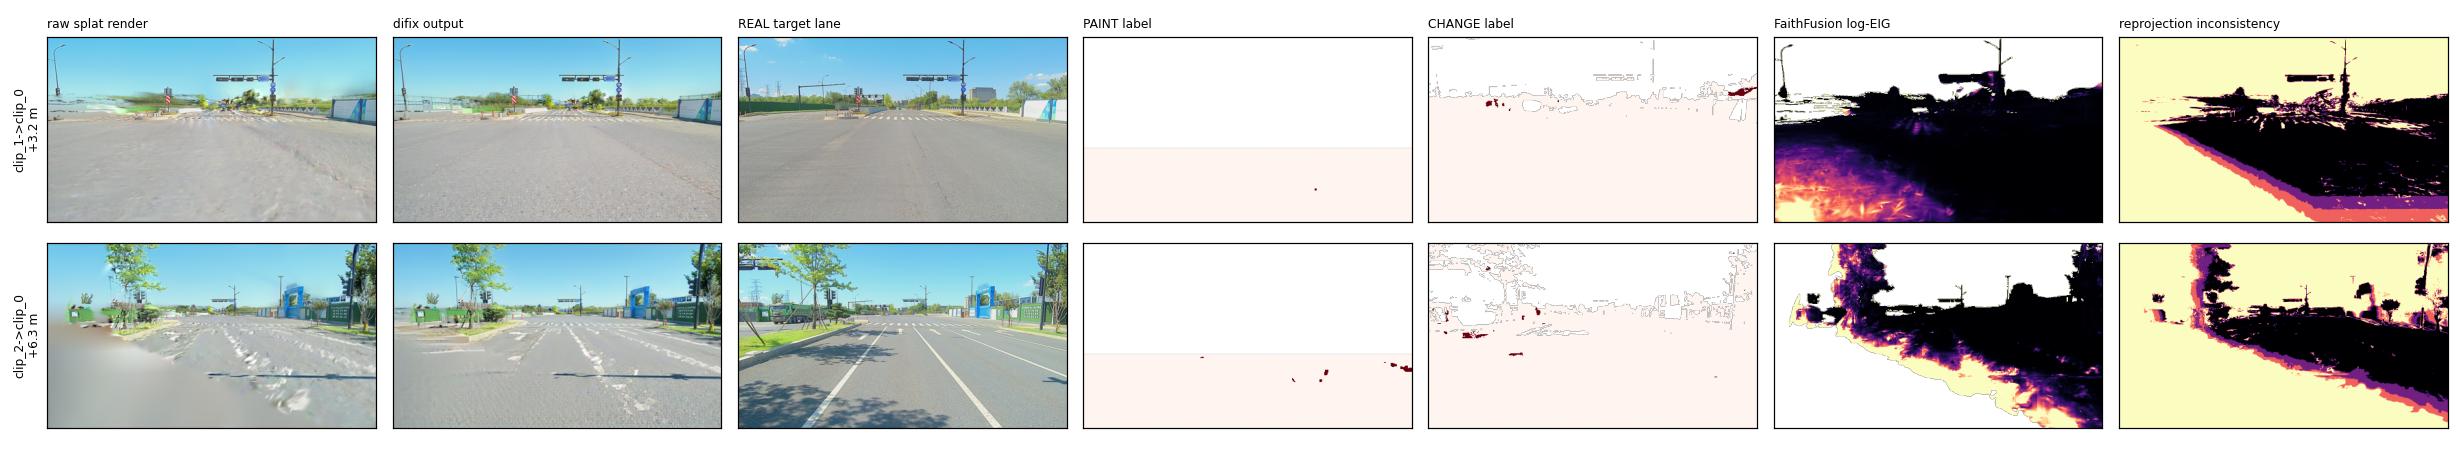 raw splat render
difix output
REAL target lane
PAINT label
CHANGE label
FaithFusion log-EIG
reprojection inconsistency
clip_1->clip_0
+3.2 m
clip_2->clip_0
+6.3 m